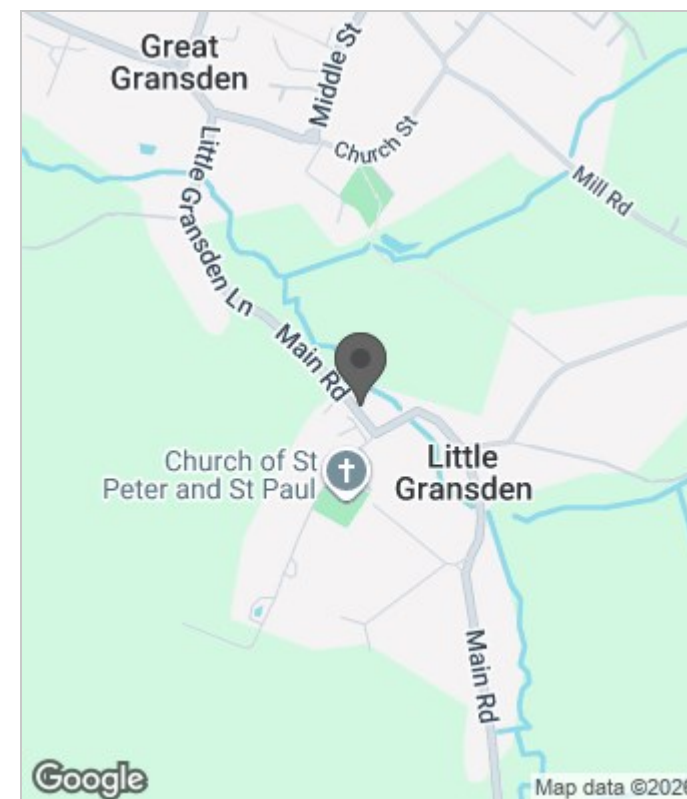 Great
Gransden
Middle St
Church St
Mill Rd
Little Gransden Ln
Main Rd
Church of St
Peter and St Paul
Little
Gransden
Main Rd
Google
Map data ©2026